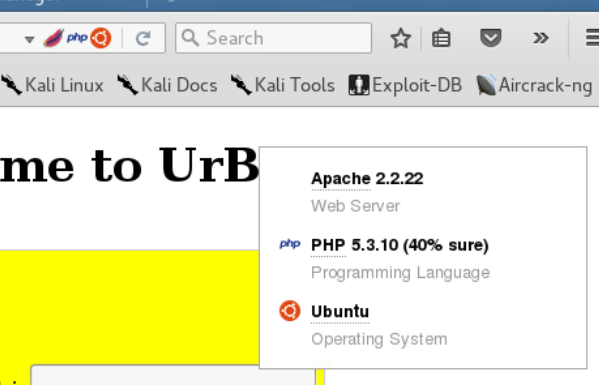 php
Search
Kali Linux
Kali Docs
Kali Tools
Exploit-DB
Aircrack-ng
me to UrB
Apache 2.2.22
Web Server
php
PHP 5.3.10 (40% sure)
Programming Language
Ubuntu
Operating System